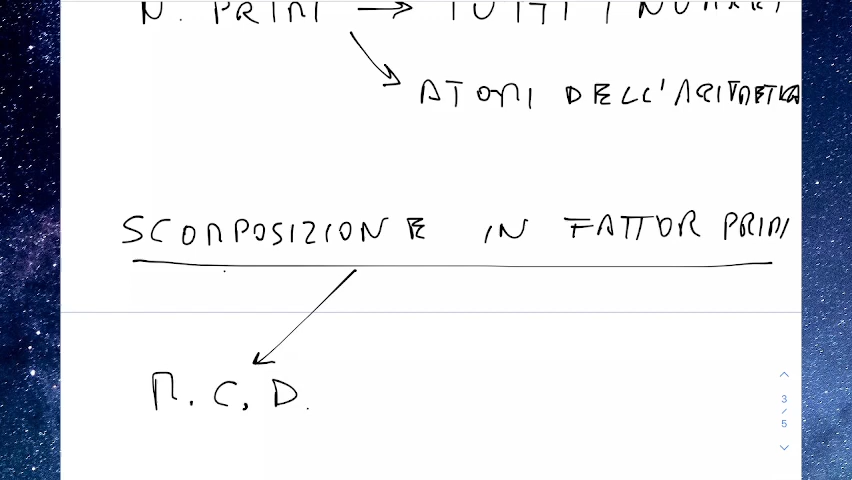 N. PRIMI → TUTTI I NUMERI
ATOMI DELL'ARITMETICA
SCOMPOSIZIONE IN FATTOR PRIMI
M.C.D.
3
/
5